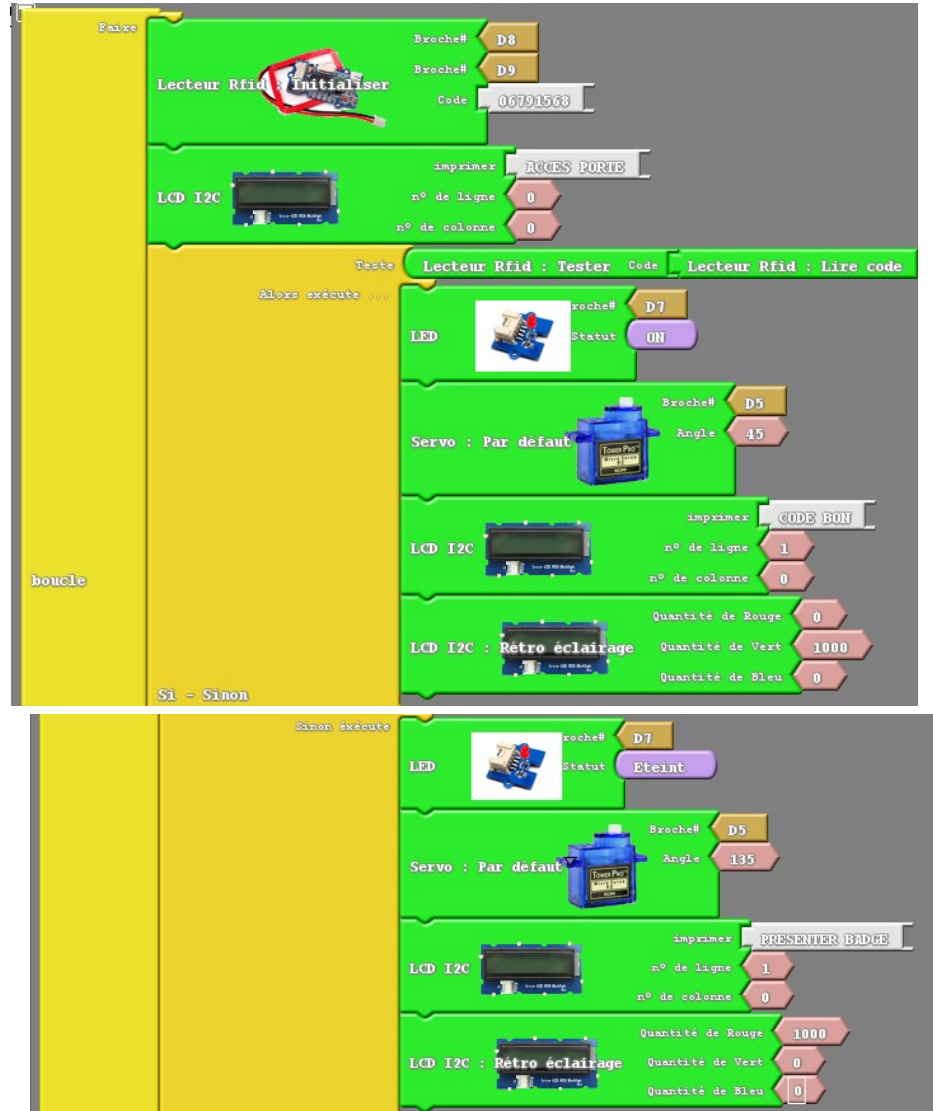 Faire
Broche# D8
Broche# D9
Lecteur Rfid : Initialiser
Code 06791568
imprimer ACCES PORTE
LCD I2C
n° de ligne 0
n° de colonne 0
Teste Lecteur Rfid : Tester Code Lecteur Rfid : Lire code
Alors exécute ...
Broche# D7
LED
Statut ON
Broche# D5
Angle 45
Servo : Par défaut
imprimer CODE BON
LCD I2C
n° de ligne 1
n° de colonne 0
boucle
Quantité de Rouge 0
LCD I2C : Rétro éclairage
Quantité de Vert 1000
Quantité de Bleu 0
Si - Sinon
Sinon éxécute
roche# D7
LED
Statut Eteint
Broche# D5
Angle 135
Servo : Par défaut
imprimer PRESENTER BADGE
LCD I2C
n° de ligne 1
n° de colonne 0
Quantité de Rouge 1000
LCD I2C : Rétro éclairage
Quantité de Vert 0
Quantité de Bleu 0